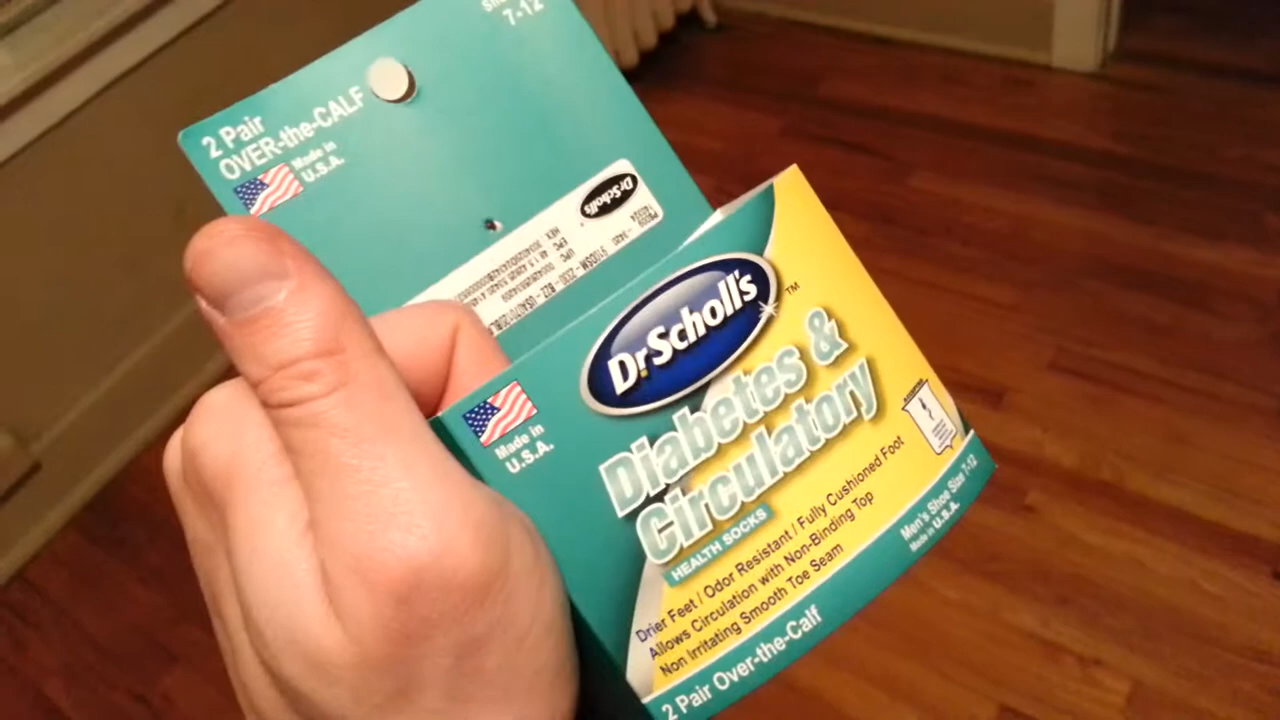 7-12
2 Pair
OVER-the-CALF
Made in
U.S.A.
Dr Scholl's
Dr Scholl's™
Diabetes &
Circulatory
HEALTH SOCKS
Made in
U.S.A.
Drier Feet / Odor Resistant / Fully Cushioned Foot
Allows Circulation with Non-Binding Top
Non Irritating Smooth Toe Seam
Men's Shoe Size 7-12
Made in U.S.A.
2 Pair Over-the-Calf